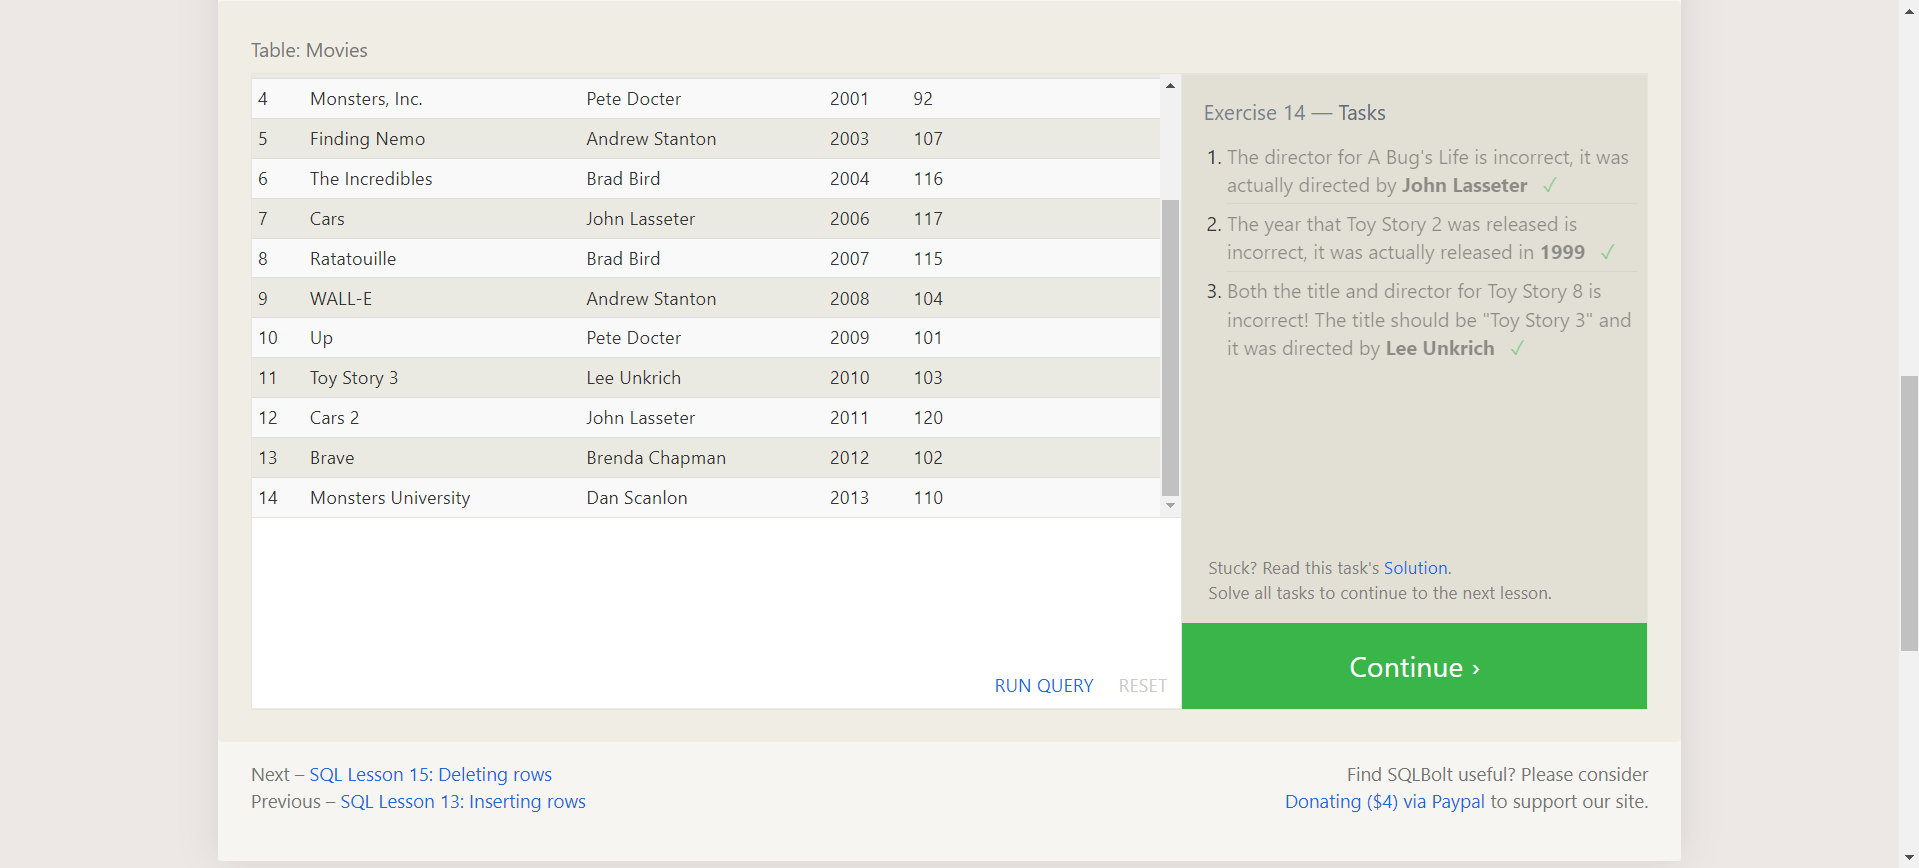 Table: Movies
4 Monsters, Inc. Pete Docter 2001 92
5 Finding Nemo Andrew Stanton 2003 107
6 The Incredibles Brad Bird 2004 116
7 Cars John Lasseter 2006 117
8 Ratatouille Brad Bird 2007 115
9 WALL-E Andrew Stanton 2008 104
10 Up Pete Docter 2009 101
11 Toy Story 3 Lee Unkrich 2010 103
12 Cars 2 John Lasseter 2011 120
13 Brave Brenda Chapman 2012 102
14 Monsters University Dan Scanlon 2013 110
RUN QUERY RESET
Exercise 14 — Tasks
1. The director for A Bug's Life is incorrect, it was
actually directed by John Lasseter ✓
2. The year that Toy Story 2 was released is
incorrect, it was actually released in 1999 ✓
3. Both the title and director for Toy Story 8 is
incorrect! The title should be "Toy Story 3" and
it was directed by Lee Unkrich ✓
Stuck? Read this task's Solution.
Solve all tasks to continue to the next lesson.
Continue ›
Next – SQL Lesson 15: Deleting rows
Previous – SQL Lesson 13: Inserting rows
Find SQLBolt useful? Please consider
Donating ($4) via Paypal to support our site.